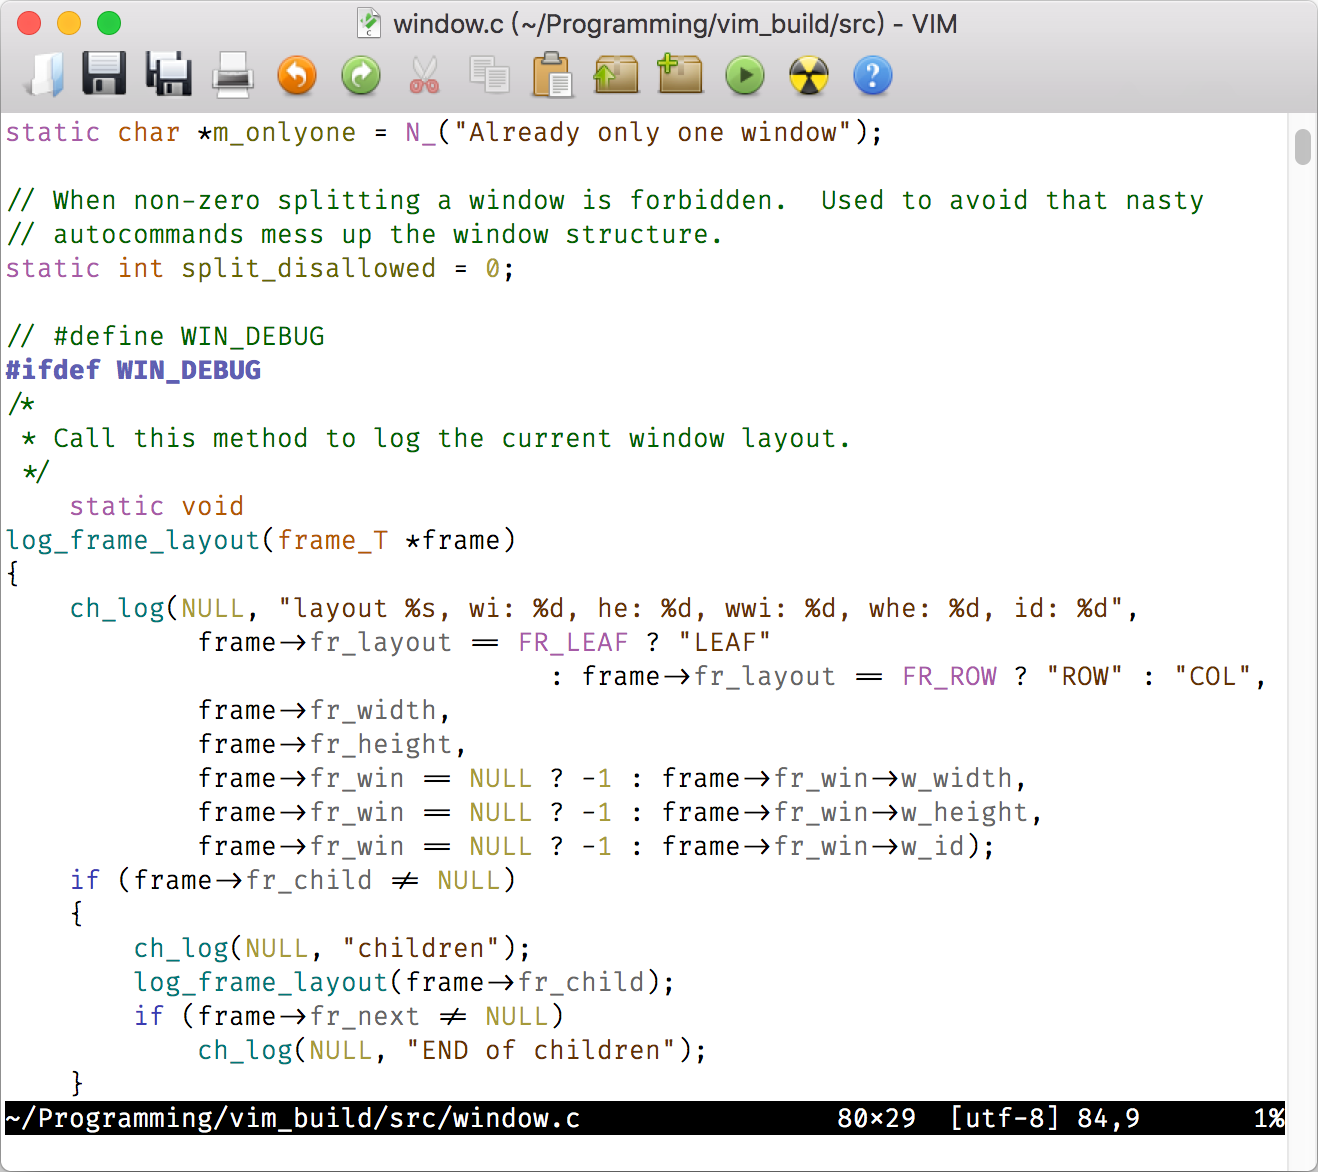 window.c (~/Programming/vim_build/src) - VIM
static char *m_onlyone = N_("Already only one window");
// When non-zero splitting a window is forbidden.  Used to avoid that nasty
// autocommands mess up the window structure.
static int split_disallowed = 0;
// #define WIN_DEBUG
#ifdef WIN_DEBUG
/*
 * Call this method to log the current window layout.
 */
    static void
log_frame_layout(frame_T *frame)
{
    ch_log(NULL, "layout %s, wi: %d, he: %d, wwi: %d, whe: %d, id: %d",
            frame->fr_layout == FR_LEAF ? "LEAF"
                                  : frame->fr_layout == FR_ROW ? "ROW" : "COL",
            frame->fr_width,
            frame->fr_height,
            frame->fr_win == NULL ? -1 : frame->fr_win->w_width,
            frame->fr_win == NULL ? -1 : frame->fr_win->w_height,
            frame->fr_win == NULL ? -1 : frame->fr_win->w_id);
    if (frame->fr_child != NULL)
    {
        ch_log(NULL, "children");
        log_frame_layout(frame->fr_child);
        if (frame->fr_next != NULL)
            ch_log(NULL, "END of children");
    }
~/Programming/vim_build/src/window.c 80×29 [utf-8] 84,9 1%